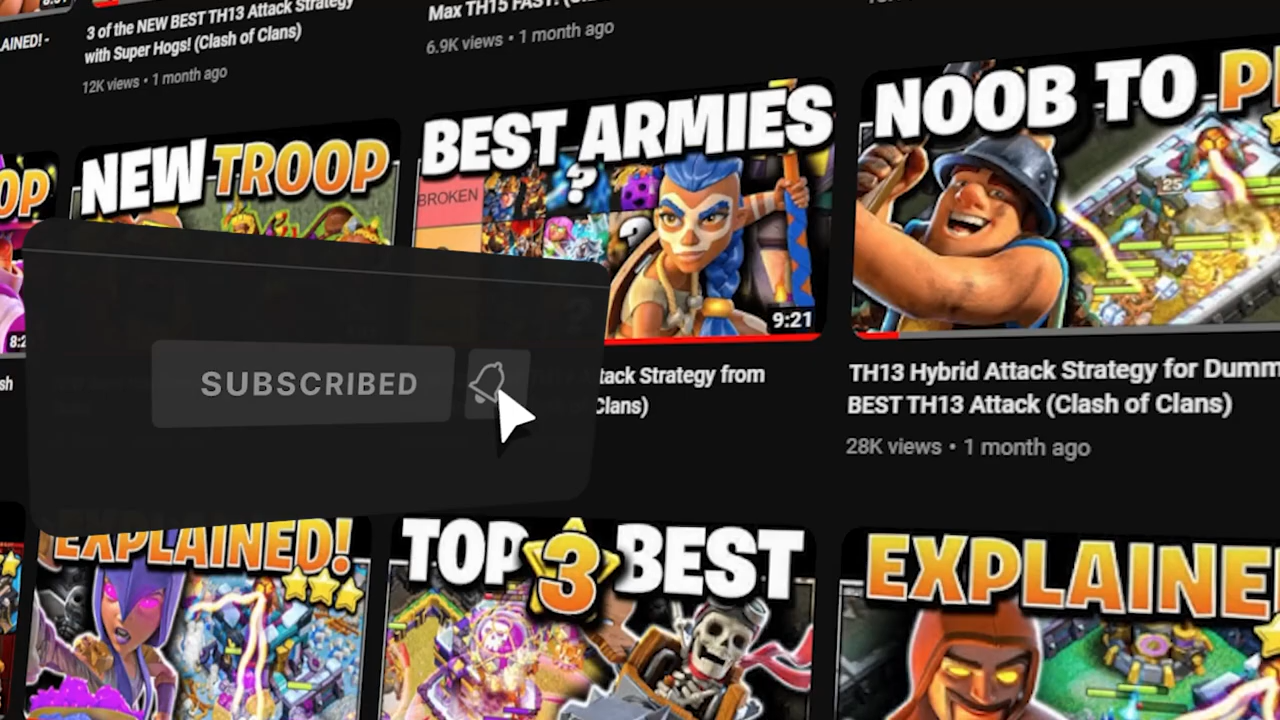 3 of the NEW BEST TH13 Attack Strategy
with Super Hogs! (Clash of Clans)
12K views • 1 month ago
Max TH15 FAST!
6.9K views • 1 month ago
LAINED! -
NEW TROOP
BEST ARMIES
BROKEN
?
9:21
NOOB TO
25
SUBSCRIBED
tack Strategy from
Clans)
TH13 Hybrid Attack Strategy for Dumm
BEST TH13 Attack (Clash of Clans)
28K views • 1 month ago
EXPLAINED!
TOP 3 BEST
EXPLAINE